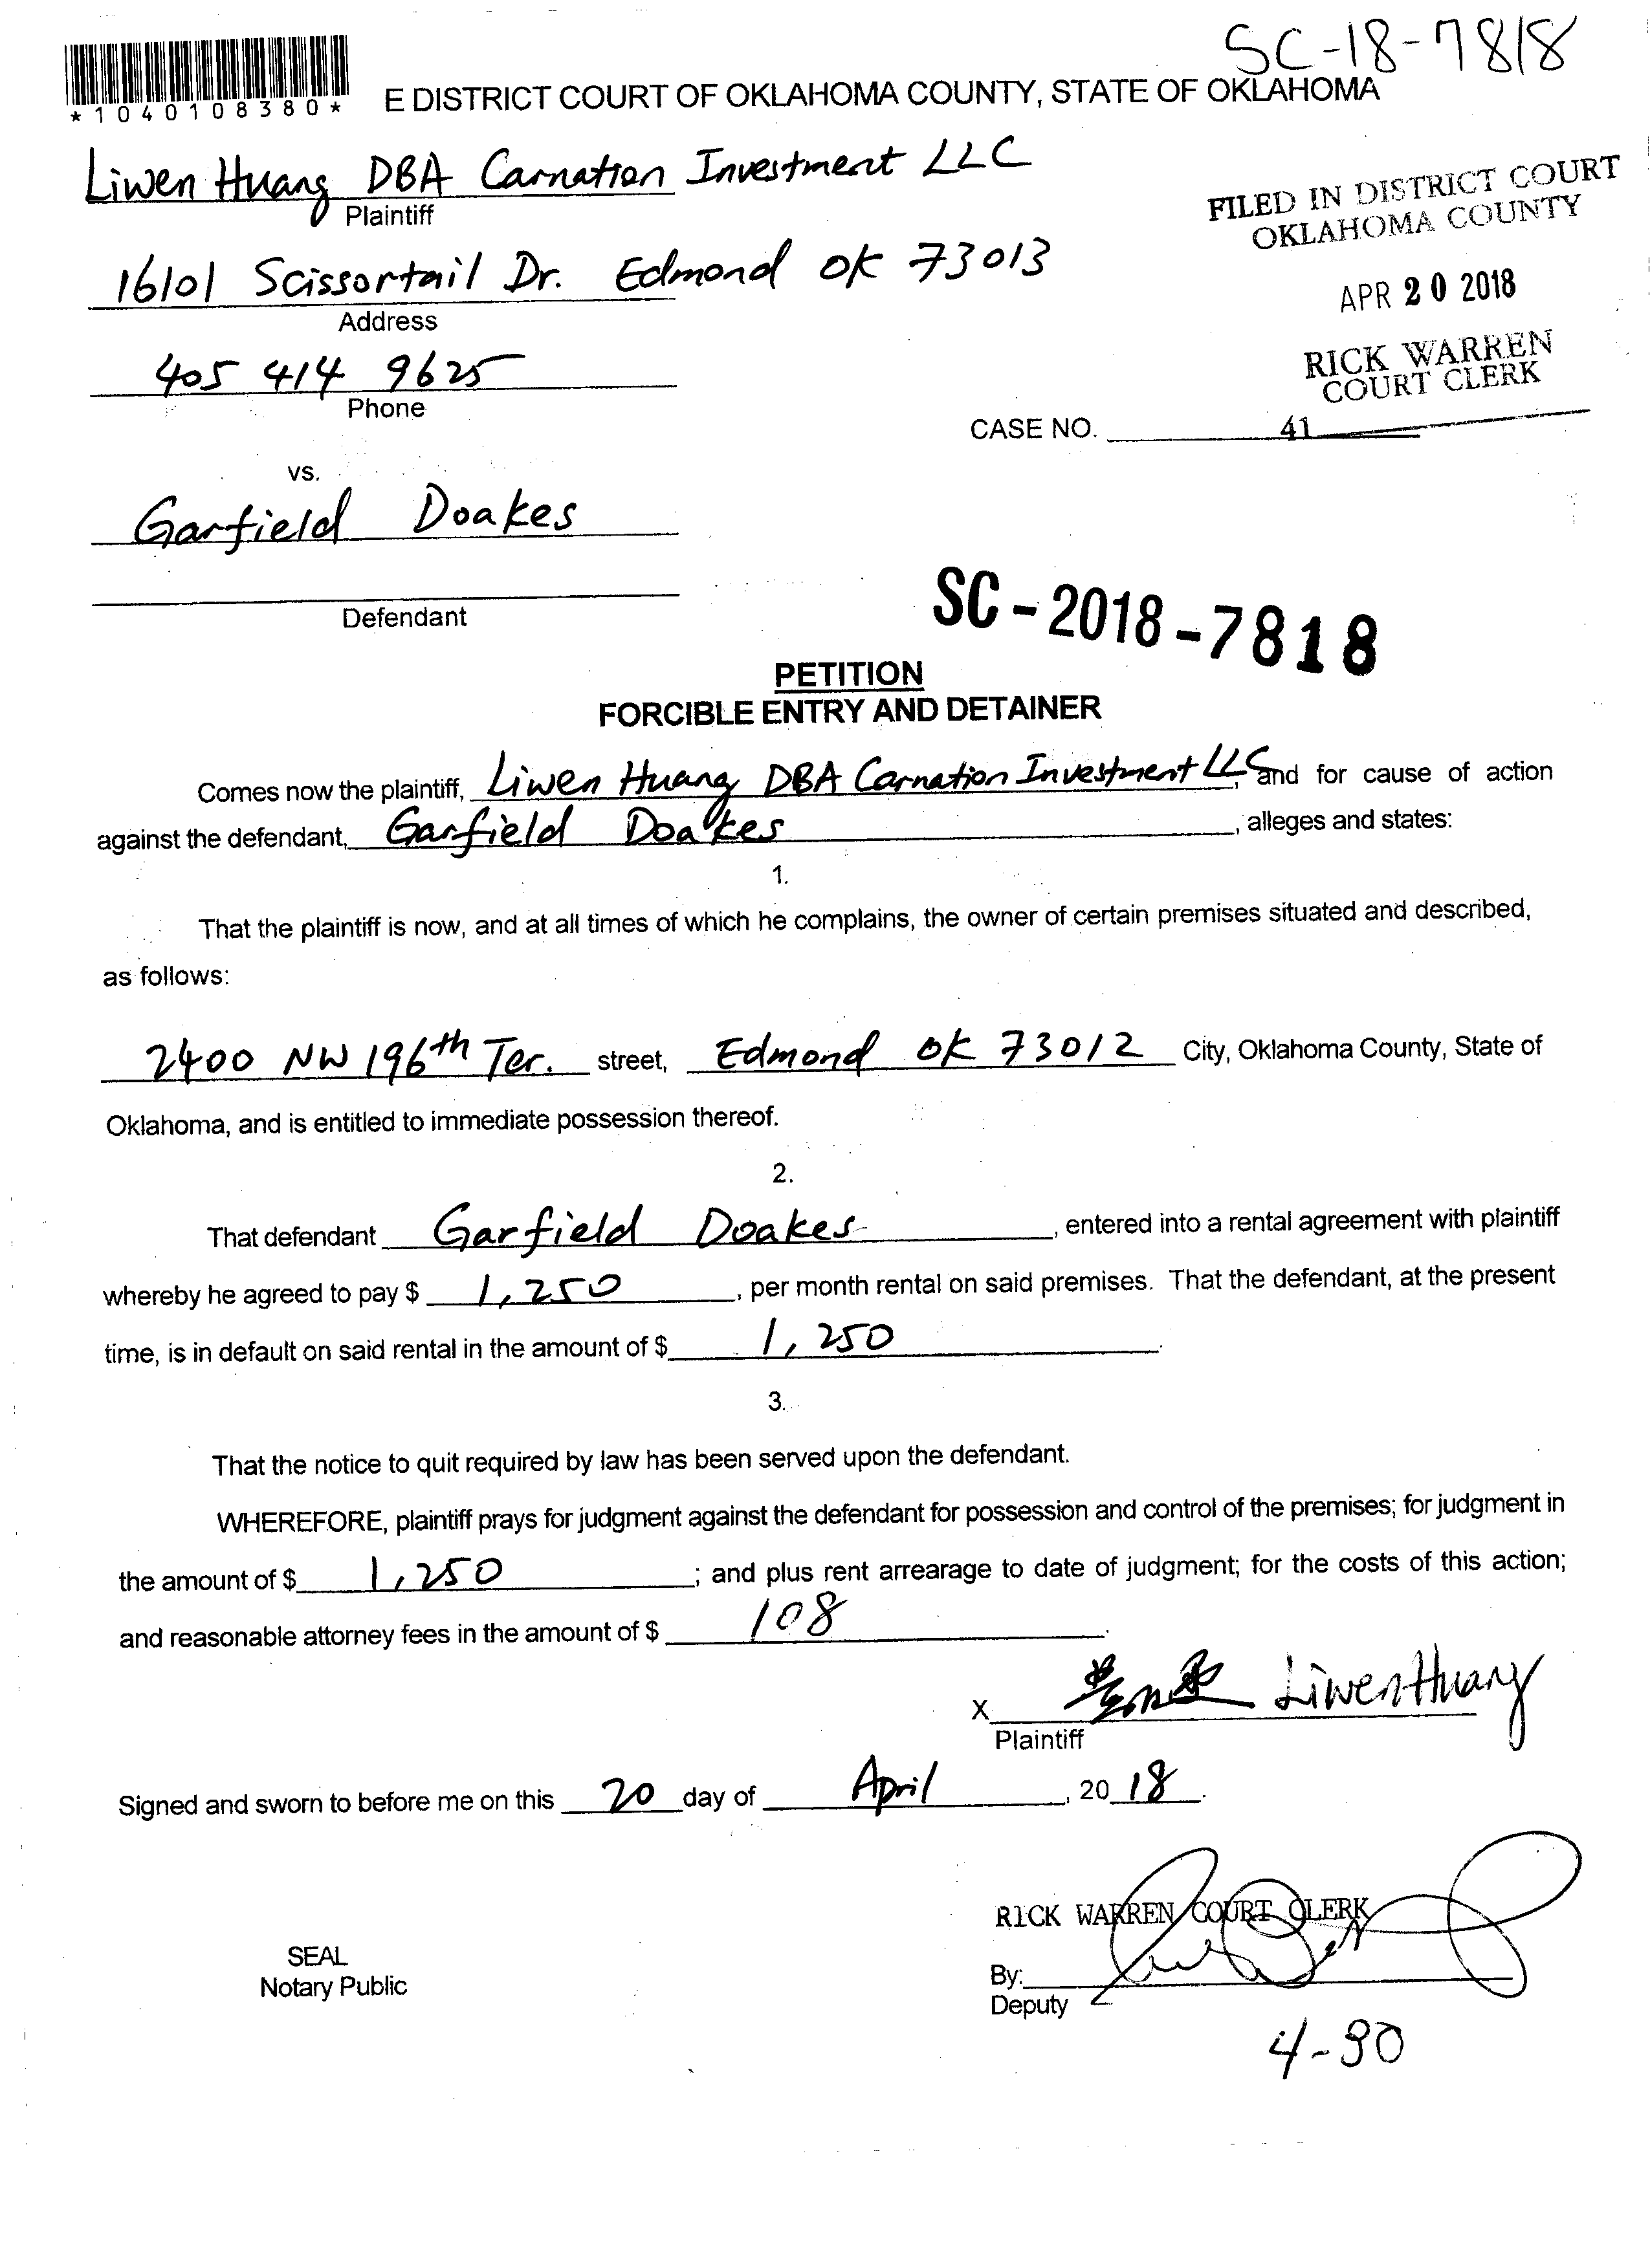 SC-18-7818
*1040108380*
E DISTRICT COURT OF OKLAHOMA COUNTY, STATE OF OKLAHOMA
Liwen Huang DBA Carnation Investment LLC
Plaintiff
FILED IN DISTRICT COURT
OKLAHOMA COUNTY
16101 Scissortail Dr. Edmond OK 73013
Address
APR 20 2018
405 414 9625
Phone
RICK WARREN
COURT CLERK
CASE NO. 41
vs.
Garfield Doakes
Defendant
SC-2018-7818
PETITION
FORCIBLE ENTRY AND DETAINER
Comes now the plaintiff, Liwen Huang DBA Carnation Investment LLC, and for cause of action
against the defendant, Garfield Doakes, alleges and states:
1.
That the plaintiff is now, and at all times of which he complains, the owner of certain premises situated and described,
as follows:
2400 NW 196th Ter. street, Edmond OK 73012 City, Oklahoma County, State of
Oklahoma, and is entitled to immediate possession thereof.
2.
That defendant Garfield Doakes, entered into a rental agreement with plaintiff
whereby he agreed to pay $ 1,250, per month rental on said premises. That the defendant, at the present
time, is in default on said rental in the amount of $ 1,250.
3.
That the notice to quit required by law has been served upon the defendant.
WHEREFORE, plaintiff prays for judgment against the defendant for possession and control of the premises; for judgment in
the amount of $ 1,250; and plus rent arrearage to date of judgment; for the costs of this action;
and reasonable attorney fees in the amount of $ 108.
X Liwen Huang
Plaintiff
Signed and sworn to before me on this 20 day of April, 20 18.
RICK WARREN COURT CLERK
SEAL
Notary Public
By:
Deputy
4-30